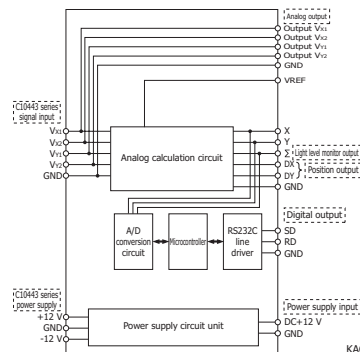 Analog output
Output VX1
Output VX2
Output VY1
Output VY2
GND
VREF
C10443 series
signal input
VX1
VX2
VY1
VY2
GND
Analog calculation circuit
X
Y
Σ
Light level monitor output
DX
DY
Position output
GND
Digital output
A/D
conversion
circuit
Microcontroller
RS232C
line
driver
SD
RD
GND
C10443 series
power supply
+12 V
GND
-12 V
Power supply circuit unit
Power supply input
DC+12 V
GND